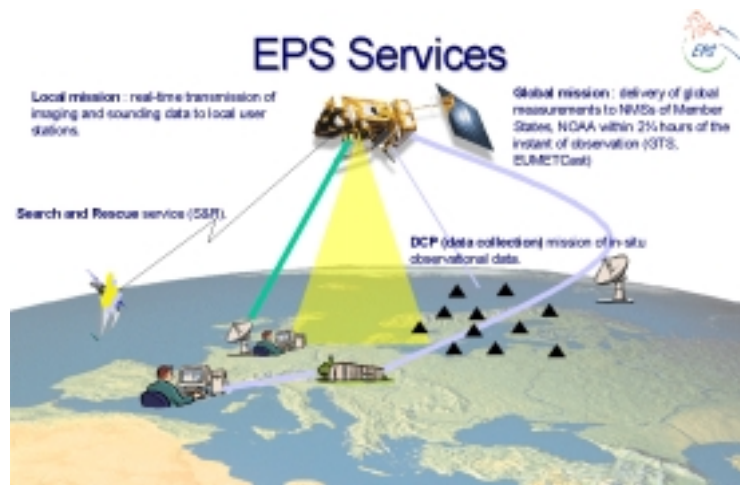 EPS Services
EPS
Local mission : real-time transmission of
imaging and sounding data to local user
stations.
Global mission : delivery of global
measurements to NMSs of Member
States, NOAA within 2¼ hours of the
instant of observation (GTS,
EUMETCast)
Search and Rescue service (S&R).
DCP (data collection) mission of in-situ
observational data.